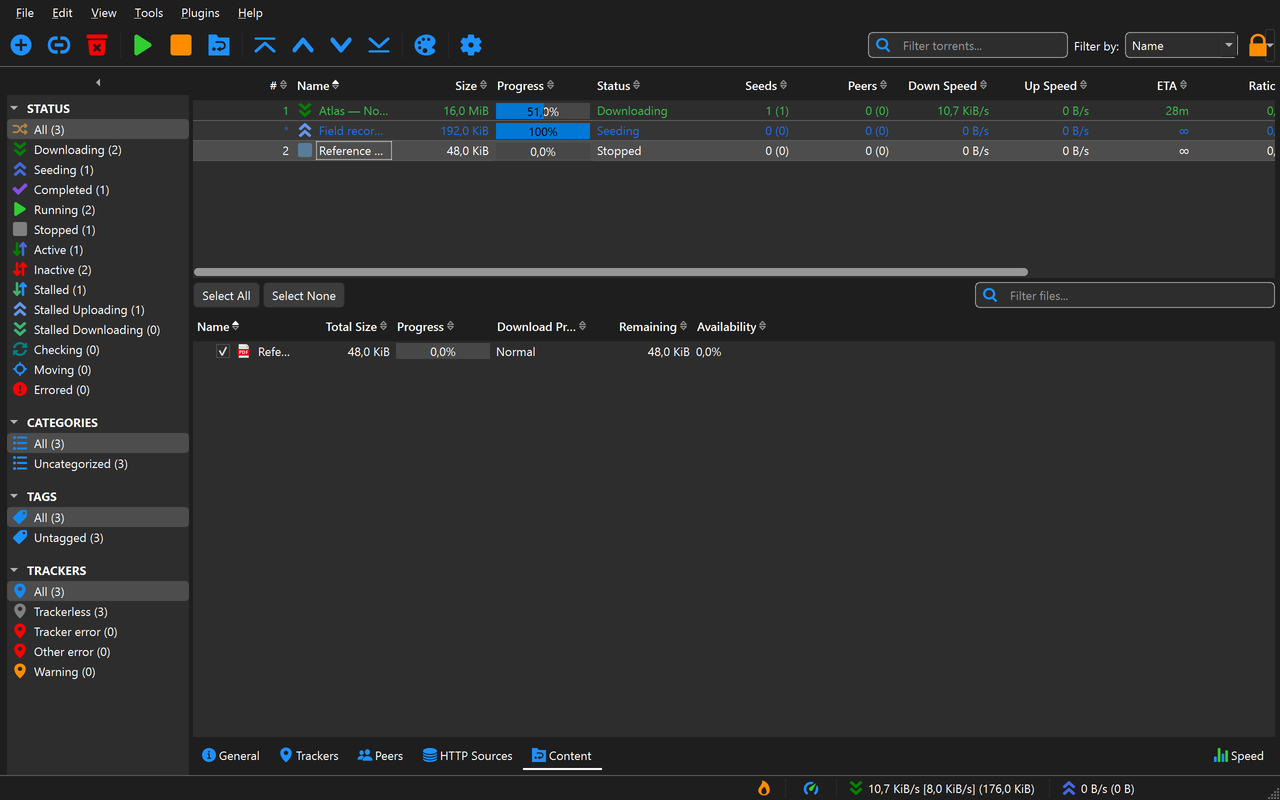 File Edit View Tools Plugins Help
Filter torrents... Filter by: Name
# Name Size Progress Status Seeds Peers Down Speed Up Speed ETA Ratio
1 Atlas — No... 16,0 MiB 51,0% Downloading 1 (1) 0 (0) 10,7 KiB/s 0 B/s 28m 0,
* Field recor... 192,0 KiB 100% Seeding 0 (0) 0 (0) 0 B/s 0 B/s ∞ 0,
2 Reference ... 48,0 KiB 0,0% Stopped 0 (0) 0 (0) 0 B/s 0 B/s ∞ 0,
STATUS
All (3)
Downloading (2)
Seeding (1)
Completed (1)
Running (2)
Stopped (1)
Active (1)
Inactive (2)
Stalled (1)
Stalled Uploading (1)
Stalled Downloading (0)
Checking (0)
Moving (0)
Errored (0)
CATEGORIES
All (3)
Uncategorized (3)
TAGS
All (3)
Untagged (3)
TRACKERS
All (3)
Trackerless (3)
Tracker error (0)
Other error (0)
Warning (0)
Select All Select None Filter files...
Name Total Size Progress Download Pr... Remaining Availability
PDF Refe... 48,0 KiB 0,0% Normal 48,0 KiB 0,0%
General Trackers Peers HTTP Sources Content Speed
10,7 KiB/s [8,0 KiB/s] (176,0 KiB) 0 B/s (0 B)